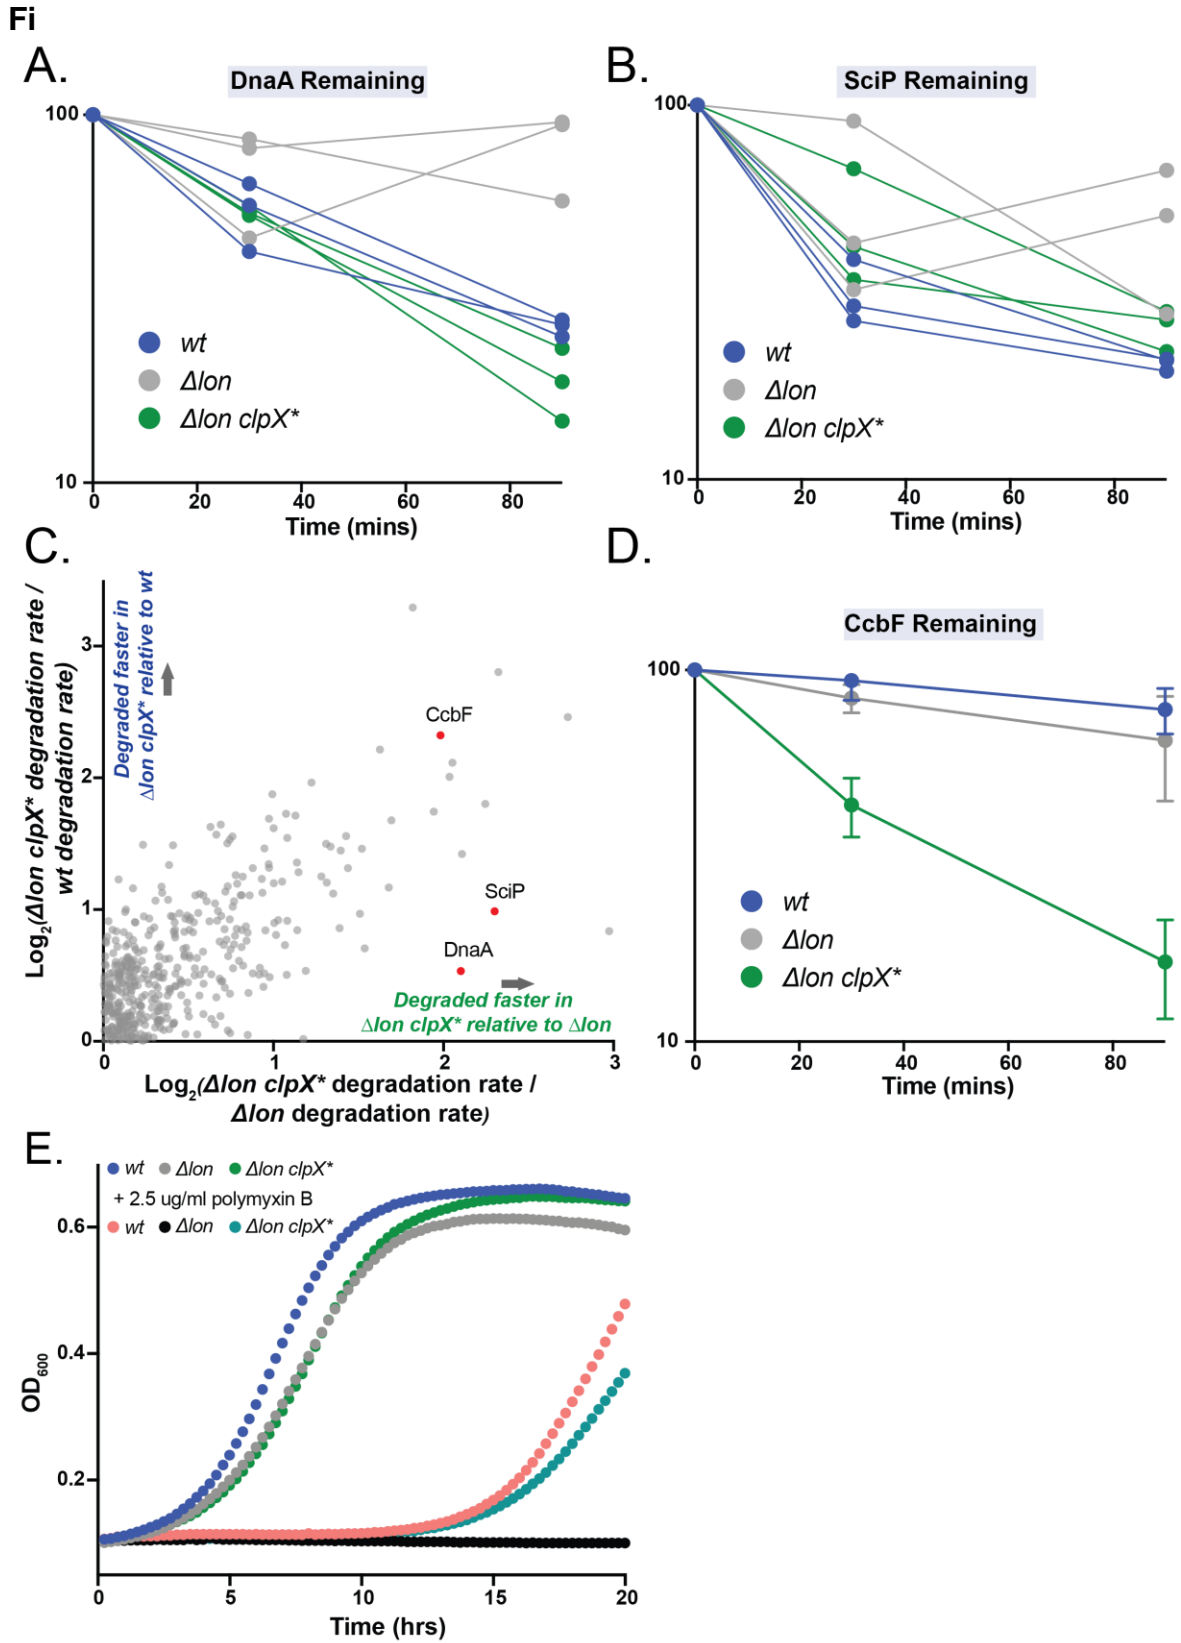 Fi
A.
DnaA Remaining
100
10
0 20 40 60 80
Time (mins)
wt
Δlon
Δlon clpX*
B.
SciP Remaining
100
10
0 20 40 60 80
Time (mins)
wt
Δlon
Δlon clpX*
C.
Log2(Δlon clpX* degradation rate /
wt degradation rate)
Degraded faster in
Δlon clpX* relative to wt
3
2
1
0
CcbF
SciP
DnaA
Degraded faster in
Δlon clpX* relative to Δlon
0 1 2 3
Log2(Δlon clpX* degradation rate /
Δlon degradation rate)
D.
CcbF Remaining
100
10
0 20 40 60 80
Time (mins)
wt
Δlon
Δlon clpX*
E.
wt Δlon Δlon clpX*
+ 2.5 ug/ml polymyxin B
wt Δlon Δlon clpX*
OD600
0.6
0.4
0.2
0 5 10 15 20
Time (hrs)